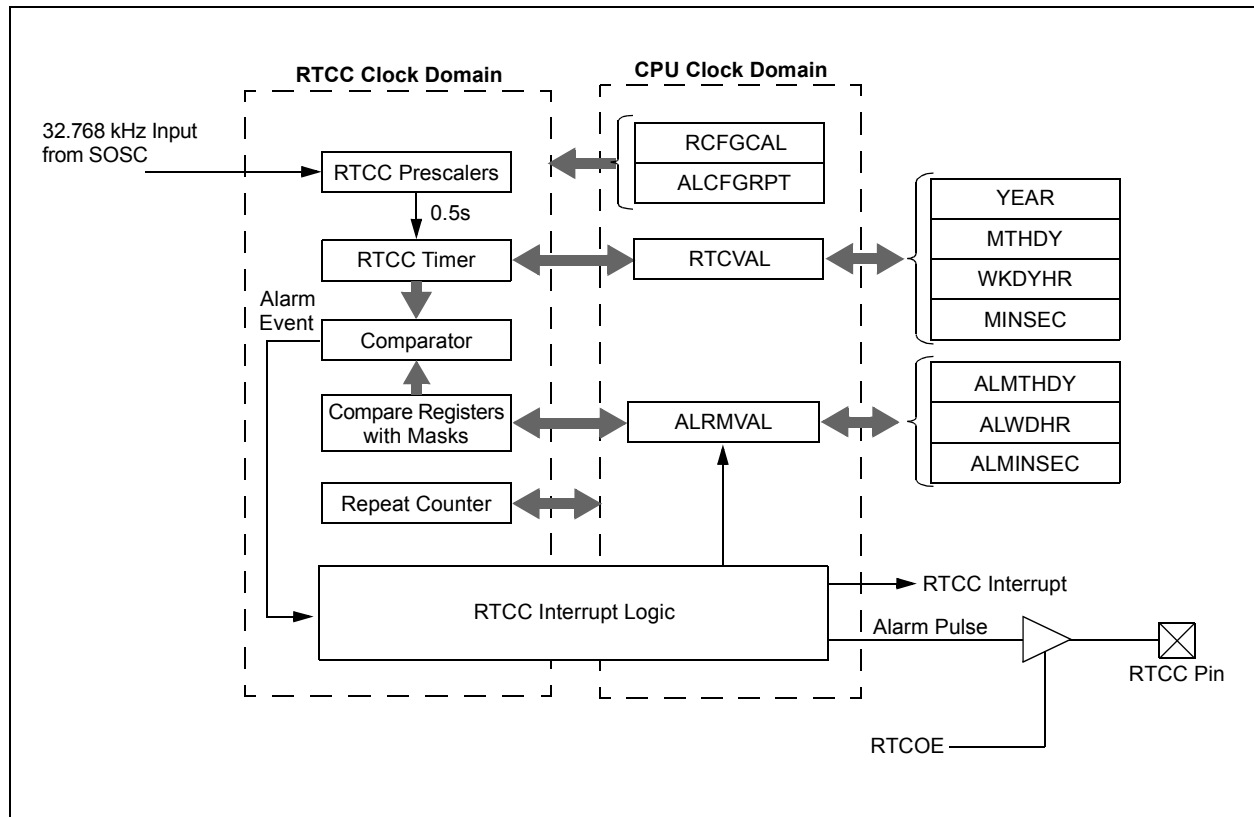 RTCC Clock Domain
CPU Clock Domain
32.768 kHz Input
from SOSC
RTCC Prescalers
0.5s
RTCC Timer
Alarm
Event
Comparator
Compare Registers
with Masks
Repeat Counter
RCFGCAL
ALCFGRPT
RTCVAL
ALRMVAL
YEAR
MTHDY
WKDYHR
MINSEC
ALMTHDY
ALWDHR
ALMINSEC
RTCC Interrupt Logic
RTCC Interrupt
Alarm Pulse
RTCC Pin
RTCOE